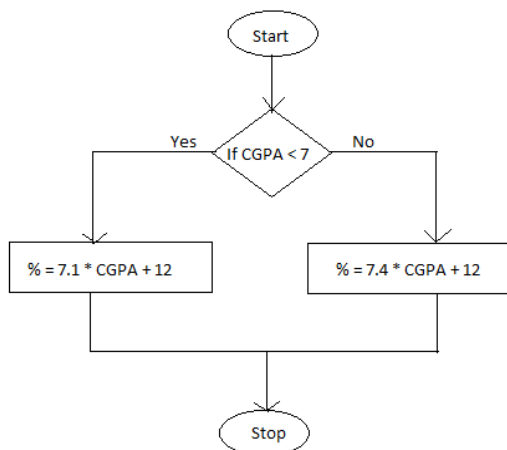 Start
Yes
No
If CGPA < 7
% = 7.1 * CGPA + 12
% = 7.4 * CGPA + 12
Stop